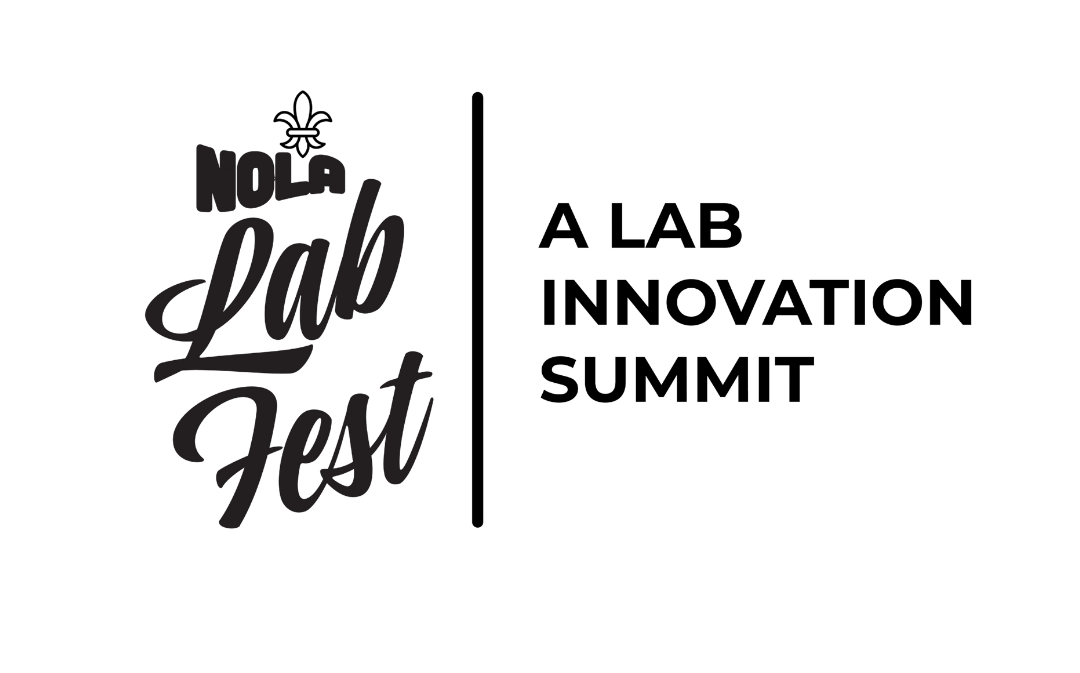 NOLA
Lab
Fest
A LAB
INNOVATION
SUMMIT